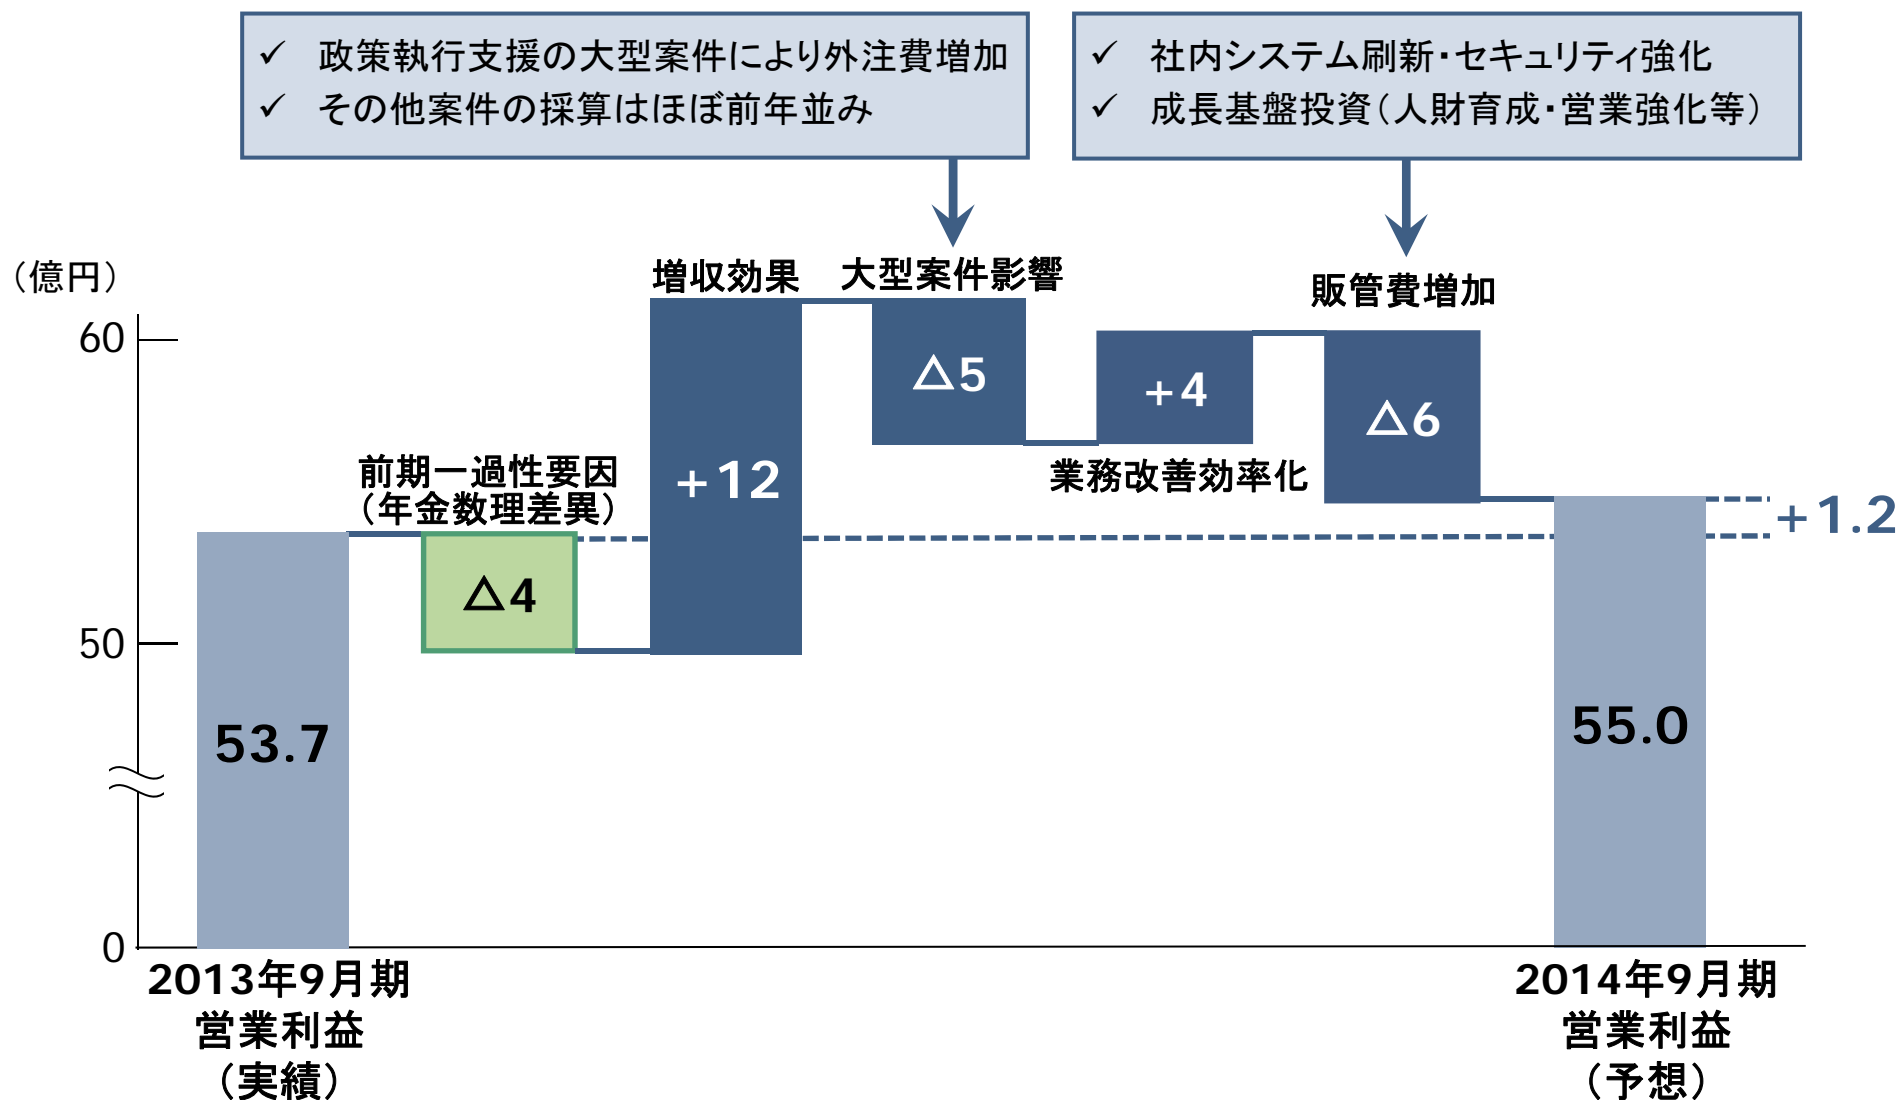 ✓ 政策執行支援の大型案件により外注費増加
✓ その他案件の採算はほぼ前年並み
✓ 社内システム刷新・セキュリティ強化
✓ 成長基盤投資（人財育成・営業強化等）
（億円）
60
50
0
増収効果
大型案件影響
販管費増加
前期一過性要因
（年金数理差異）
業務改善効率化
53.7
△4
+12
△5
+4
△6
55.0
+1.2
2013年9月期
営業利益
（実績）
2014年9月期
営業利益
（予想）